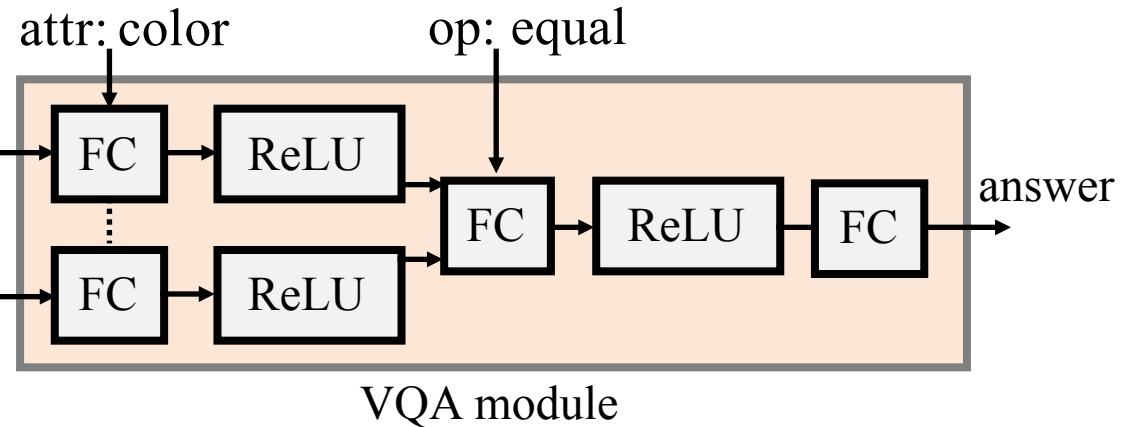 attr: color
op: equal
FC
ReLU
FC
ReLU
FC
answer
FC
ReLU
VQA module